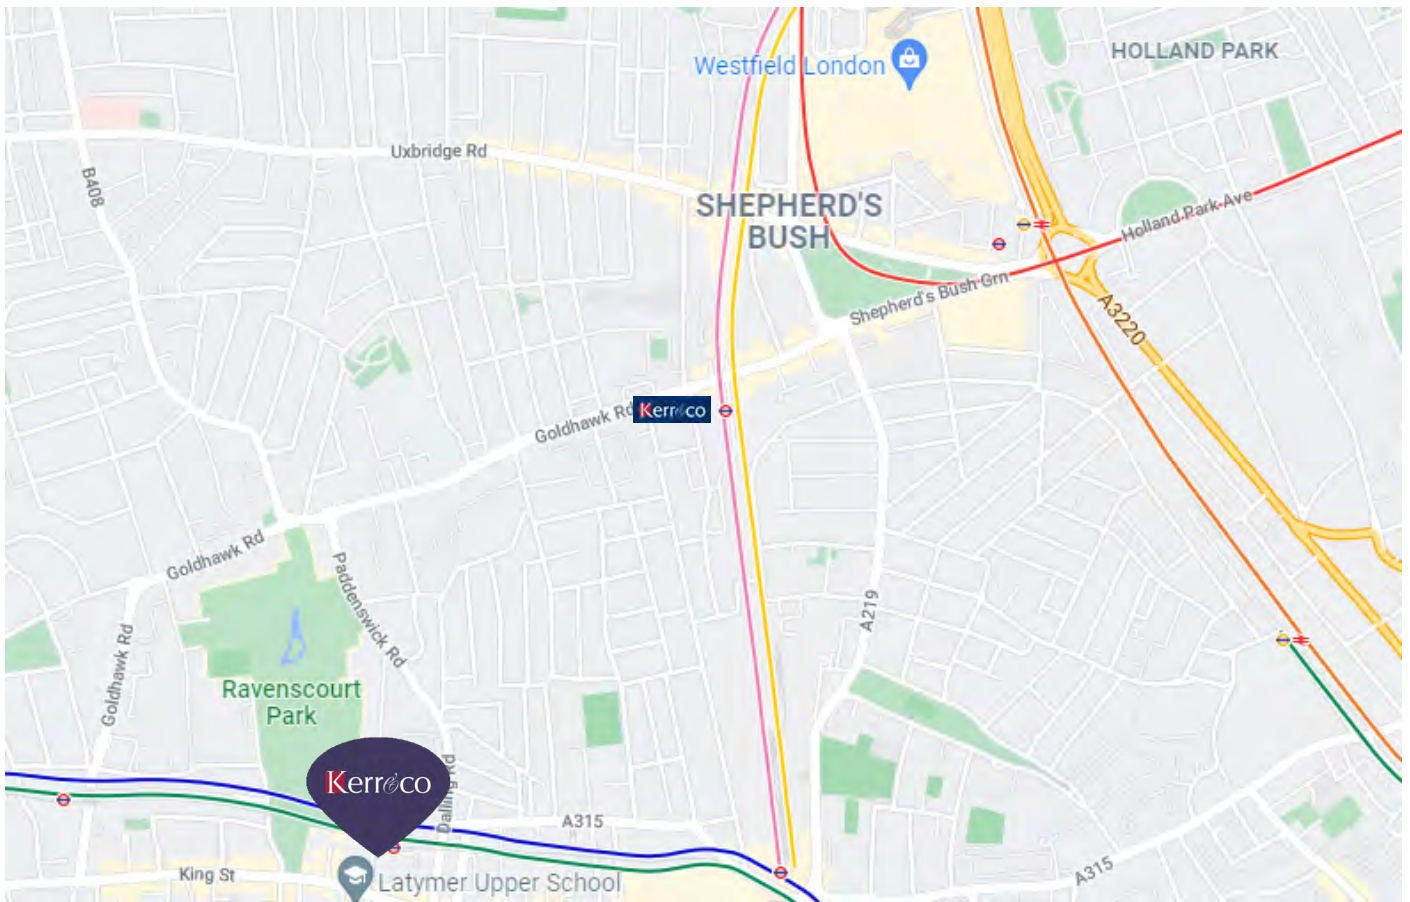 HOLLAND PARK
Westfield London
Uxbridge Rd
B408
SHEPHERD'S
BUSH
Holland Park Ave
Shepherd's Bush Grn
A3220
Goldhawk Rd
Kerr&co
Goldhawk Rd
Paddenswick Rd
A219
Goldhawk Rd
Ravenscourt
Park
Kerr&co
Dalling Rd
A315
King St
Latymer Upper School
A315